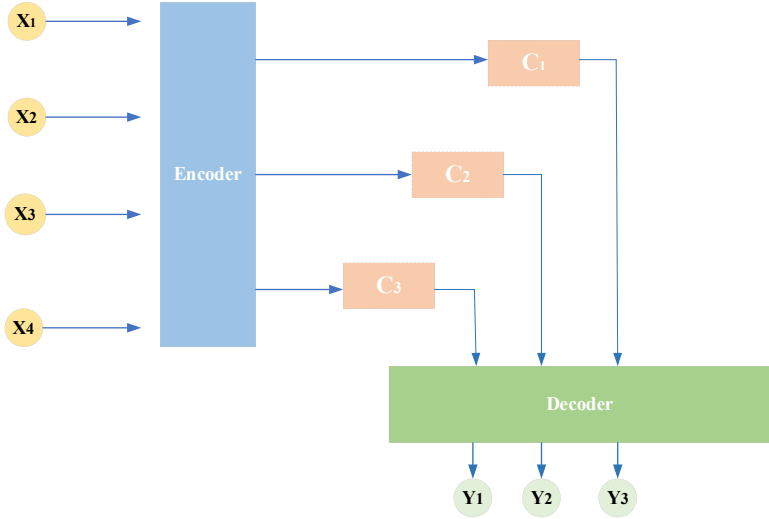 X1
C1
X2
Encoder
C2
X3
C3
X4
Decoder
Y1 Y2 Y3